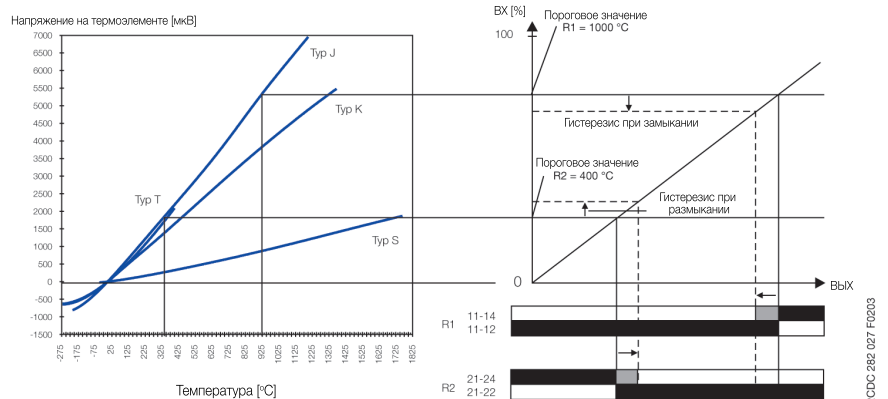 Напряжение на термоэлементе [мкВ]
7000
6500
6000
5500
5000
4500
4000
3500
3000
2500
2000
1500
1000
500
0
-500
-1000
-1500
-275
-175
-75
25
125
225
325
425
525
625
725
825
925
1025
1125
1225
1325
1425
1525
1625
1725
1825
Температура [°C]
Typ J
Typ K
Typ T
Typ S
ВХ [%]
100
Пороговое значение
R1 = 1000 °C
Гистерезис при замыкании
Пороговое значение
R2 = 400 °C
Гистерезис при
размыкании
0
ВЫХ
R1
11-14
11-12
R2
21-24
21-22
2CDC 282 027 F0203